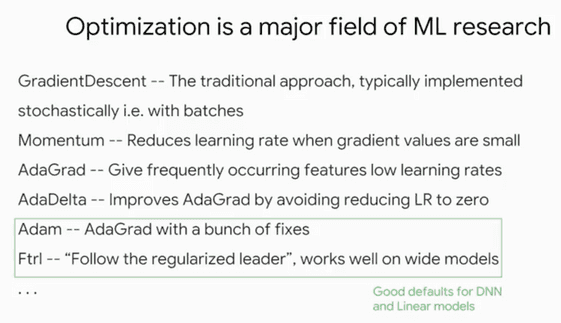 Optimization is a major field of ML research
GradientDescent -- The traditional approach, typically implemented
stochastically i.e. with batches
Momentum -- Reduces learning rate when gradient values are small
AdaGrad -- Give frequently occurring features low learning rates
AdaDelta -- Improves AdaGrad by avoiding reducing LR to zero
Adam -- AdaGrad with a bunch of fixes
Ftrl -- “Follow the regularized leader”, works well on wide models
. . .
Good defaults for DNN
and Linear models